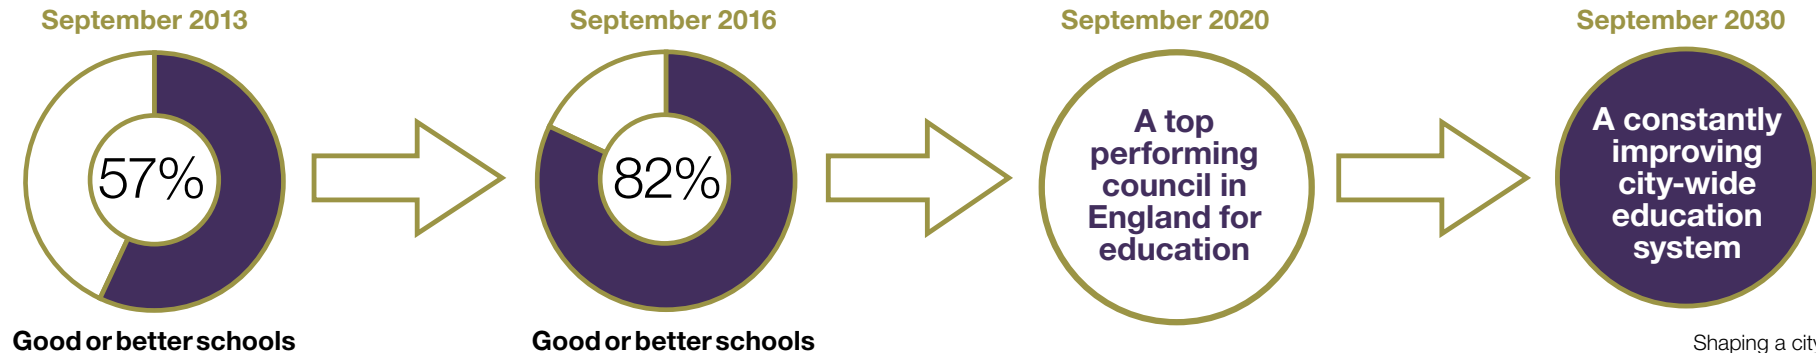 September 2013
57%
Good or better schools
September 2016
82%
Good or better schools
September 2020
A top
performing
council in
England for
education
September 2030
A constantly
improving
city-wide
education
system
Shaping a city